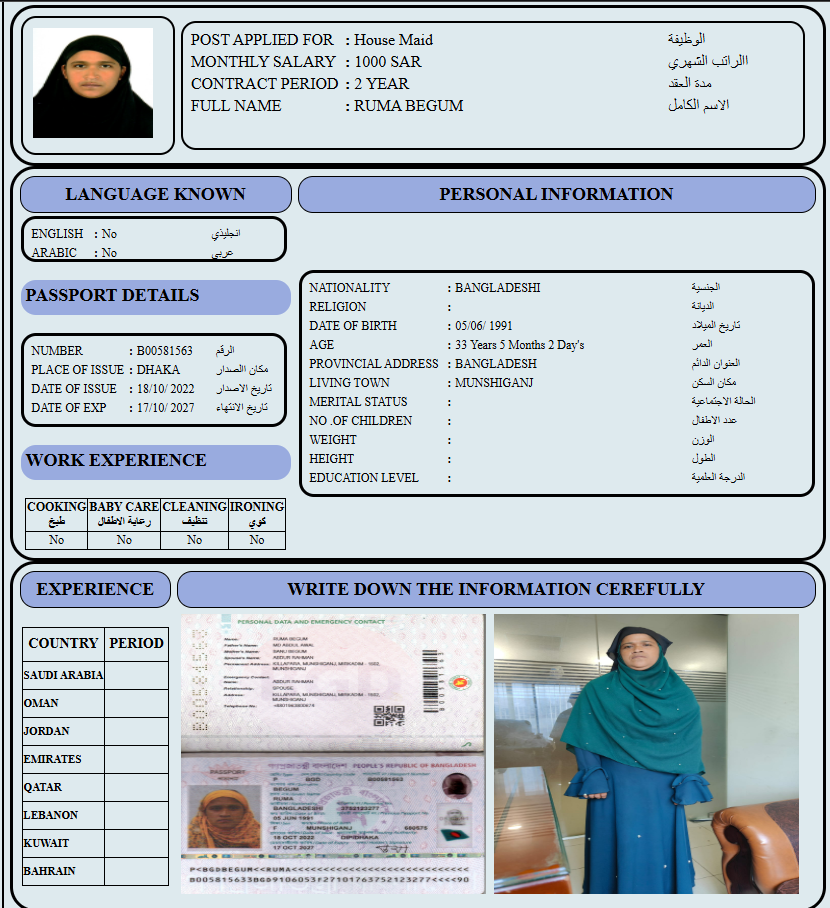 POST APPLIED FOR : House Maid الوظيفة
MONTHLY SALARY : 1000 SAR االراتب الشهري
CONTRACT PERIOD : 2 YEAR مدة العقد
FULL NAME : RUMA BEGUM الاسم الكامل
LANGUAGE KNOWN
ENGLISH : No انجليذي
ARABIC : No عربي
PERSONAL INFORMATION
PASSPORT DETAILS
NUMBER : B00581563 الرقم
PLACE OF ISSUE : DHAKA مكان االصدار
DATE OF ISSUE : 18/10/ 2022 تاريخ الاصدار
DATE OF EXP : 17/10/ 2027 تاريخ الانتهاء
NATIONALITY : BANGLADESHI الجنسية
RELIGION : الديانة
DATE OF BIRTH : 05/06/ 1991 تاريخ الميلاد
AGE : 33 Years 5 Months 2 Day's العمر
PROVINCIAL ADDRESS : BANGLADESH العنوان الدائم
LIVING TOWN : MUNSHIGANJ مكان السكن
MERITAL STATUS : الحالة الاجتماعية
NO .OF CHILDREN : عدد الاطفال
WEIGHT : الوزن
HEIGHT : الطول
EDUCATION LEVEL : الدرجة العلمية
WORK EXPERIENCE
COOKING BABY CARE CLEANING IRONING
طبخ رعاية الاطفال تنظيف كوي
No No No No
EXPERIENCE
WRITE DOWN THE INFORMATION CEREFULLY
COUNTRY PERIOD
SAUDI ARABIA
OMAN
JORDAN
EMIRATES
QATAR
LEBANON
KUWAIT
BAHRAIN
PERSONAL DATA AND EMERGENCY CONTACT
Name: RUMA BEGUM
Father's Name: MD ABDUL AWAL
Mother's Name: BANU BEGUM
Spouse's Name: ABDUR RAHMAN
Permanent Address: KILLAPARA, MUNSHIGANJ, MIRKADIM - 1502,
MUNSHIGANJ
Emergency Contact:
Name: ABDUR RAHMAN
Relationship: SPOUSE
Address: KILLAPARA, MUNSHIGANJ, MIRKADIM - 1502,
MUNSHIGANJ
Telephone No.:
PEOPLE'S REPUBLIC OF BANGLADESH
PASSPORT
P BGD B00581563
BEGUM
RUMA
BANGLADESHI 3752123277
05 JUN 1991
F MUNSHIGANJ
18 OCT 2022 DIP/DHAKA
17 OCT 2027
P<BGDBEGUM<<RUMA<<<<<<<<<<<<<<<<<<<<<<<<<<<<
B005815633BGD9106053F27101763752123277<<<<90